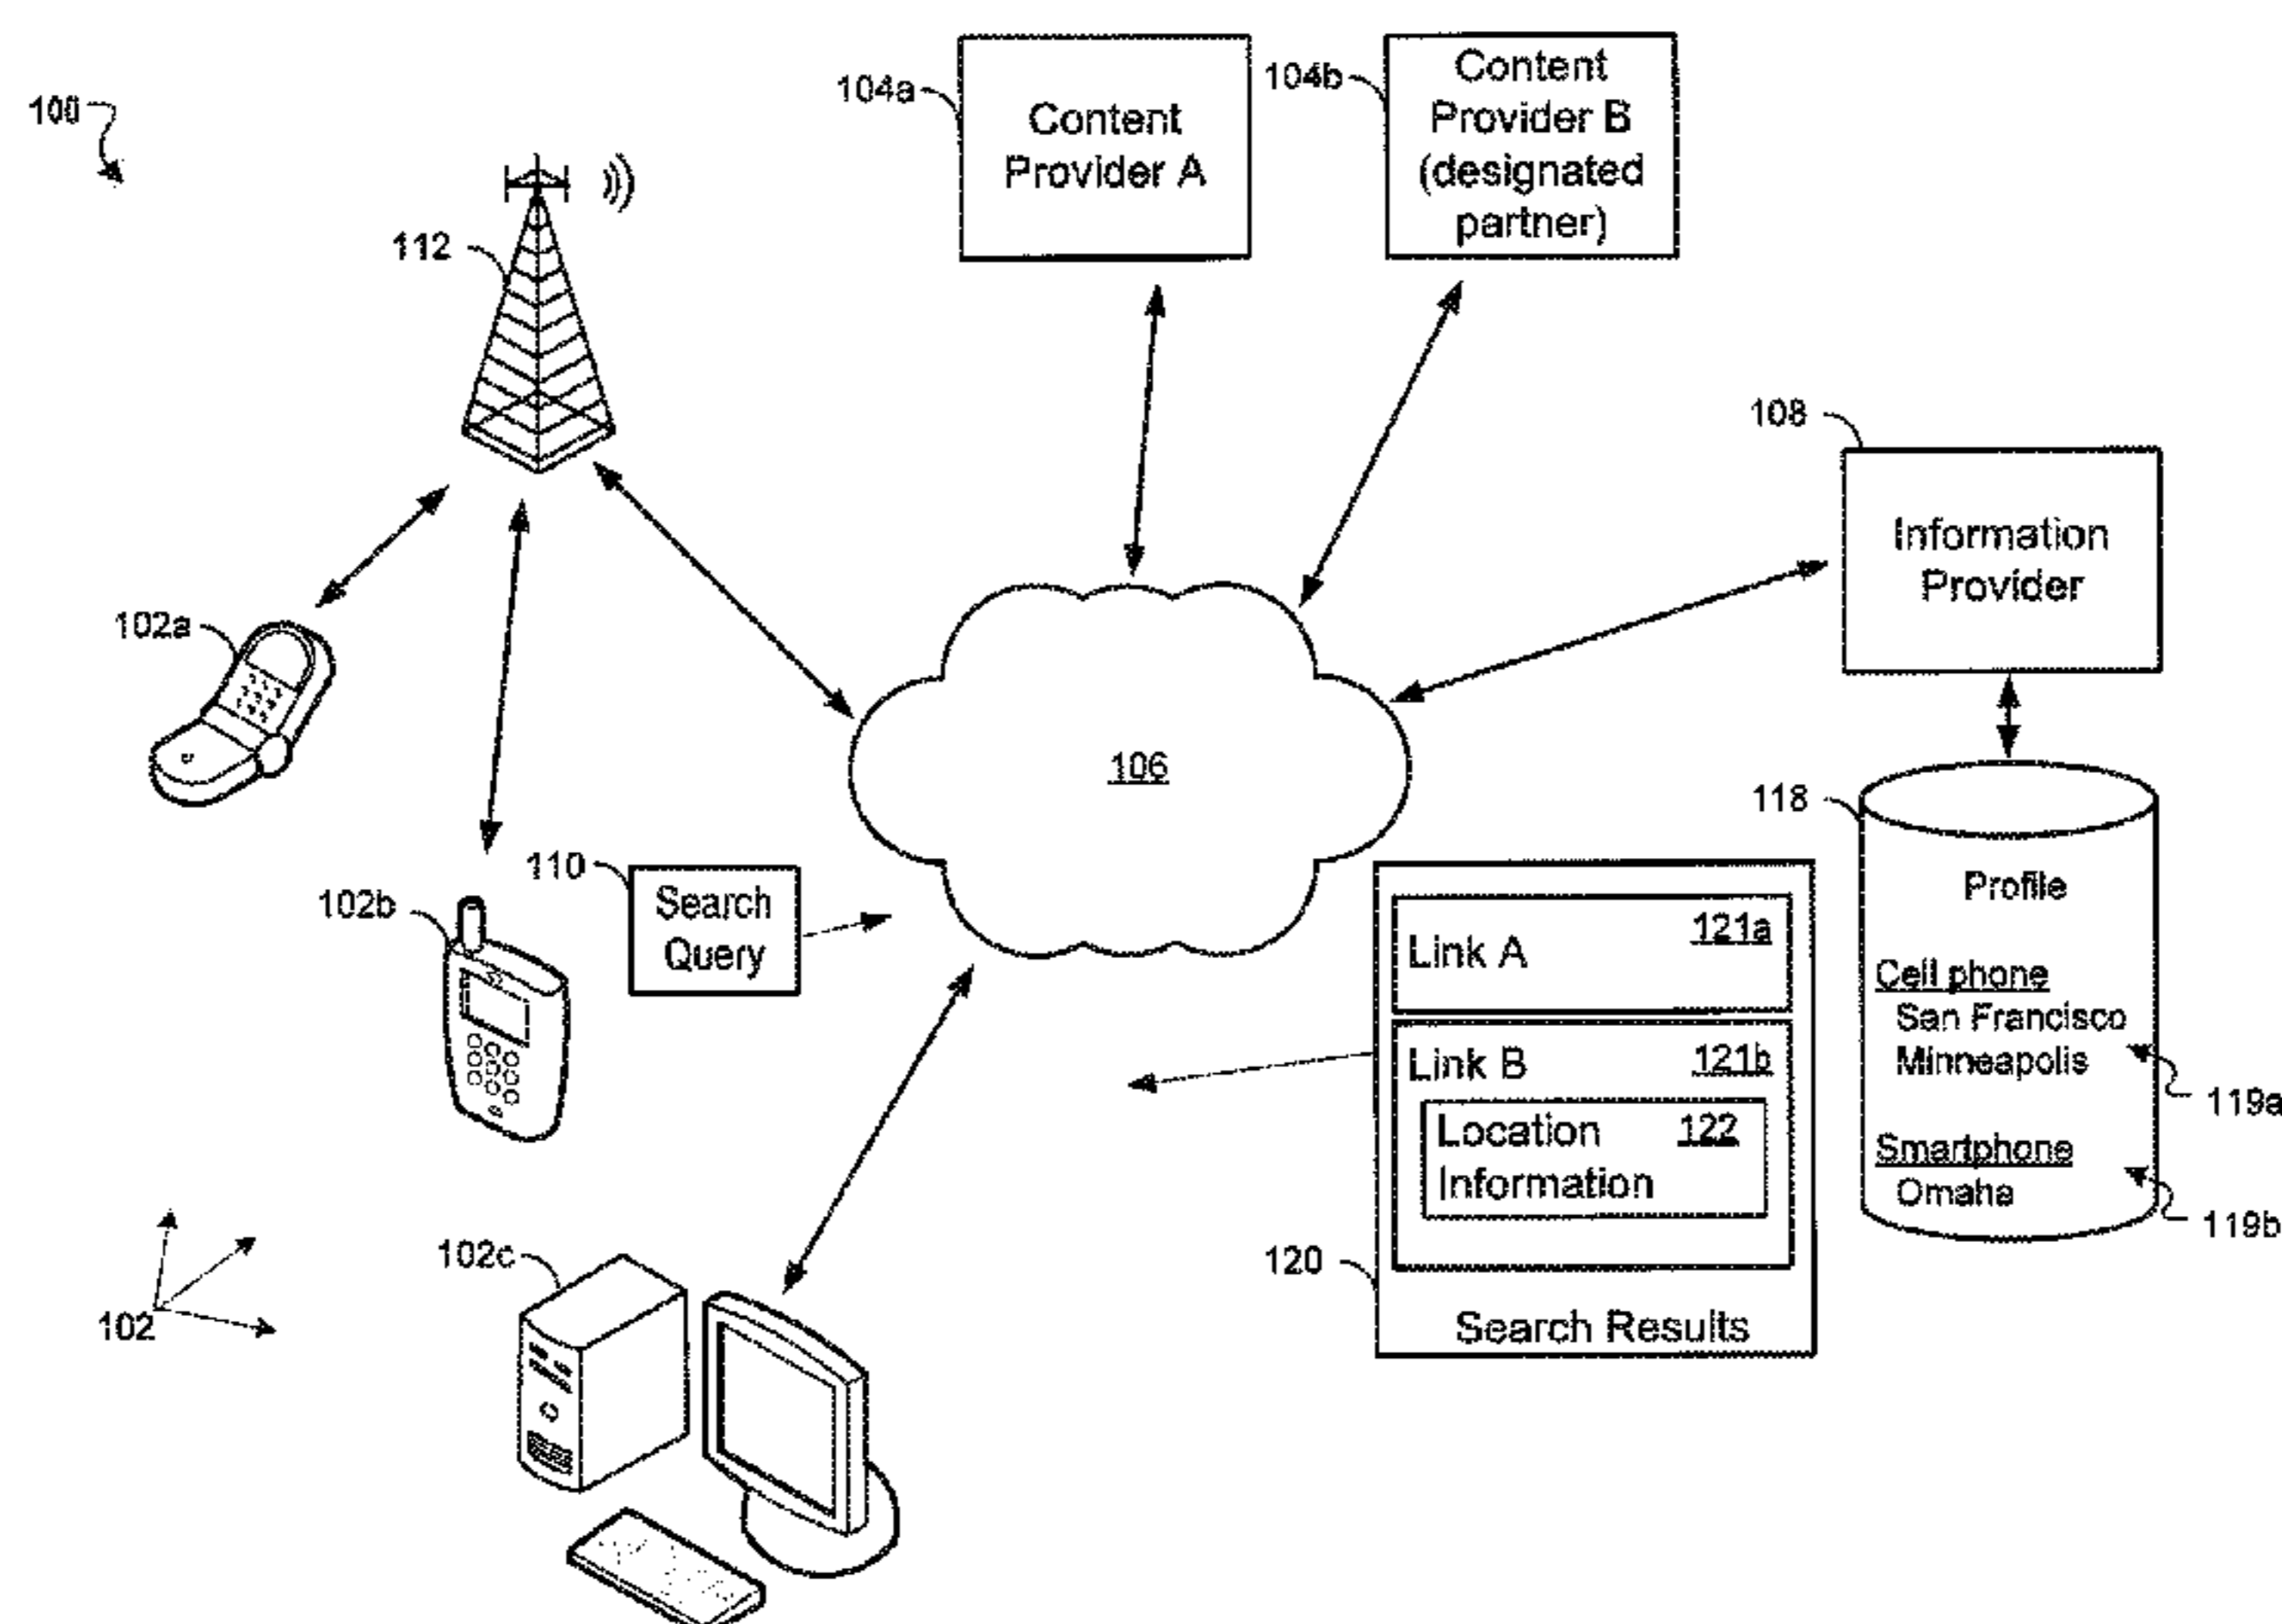 100
112
104a
Content
Provider A
104b
Content
Provider B
(designated
partner)
108
Information
Provider
102a
106
118
Profile
Cell phone
San Francisco
Minneapolis
119a
Smartphone
Omaha
119b
110
Search
Query
102b
Link A
121a
Link B
121b
Location
122
Information
120
Search Results
102
102c